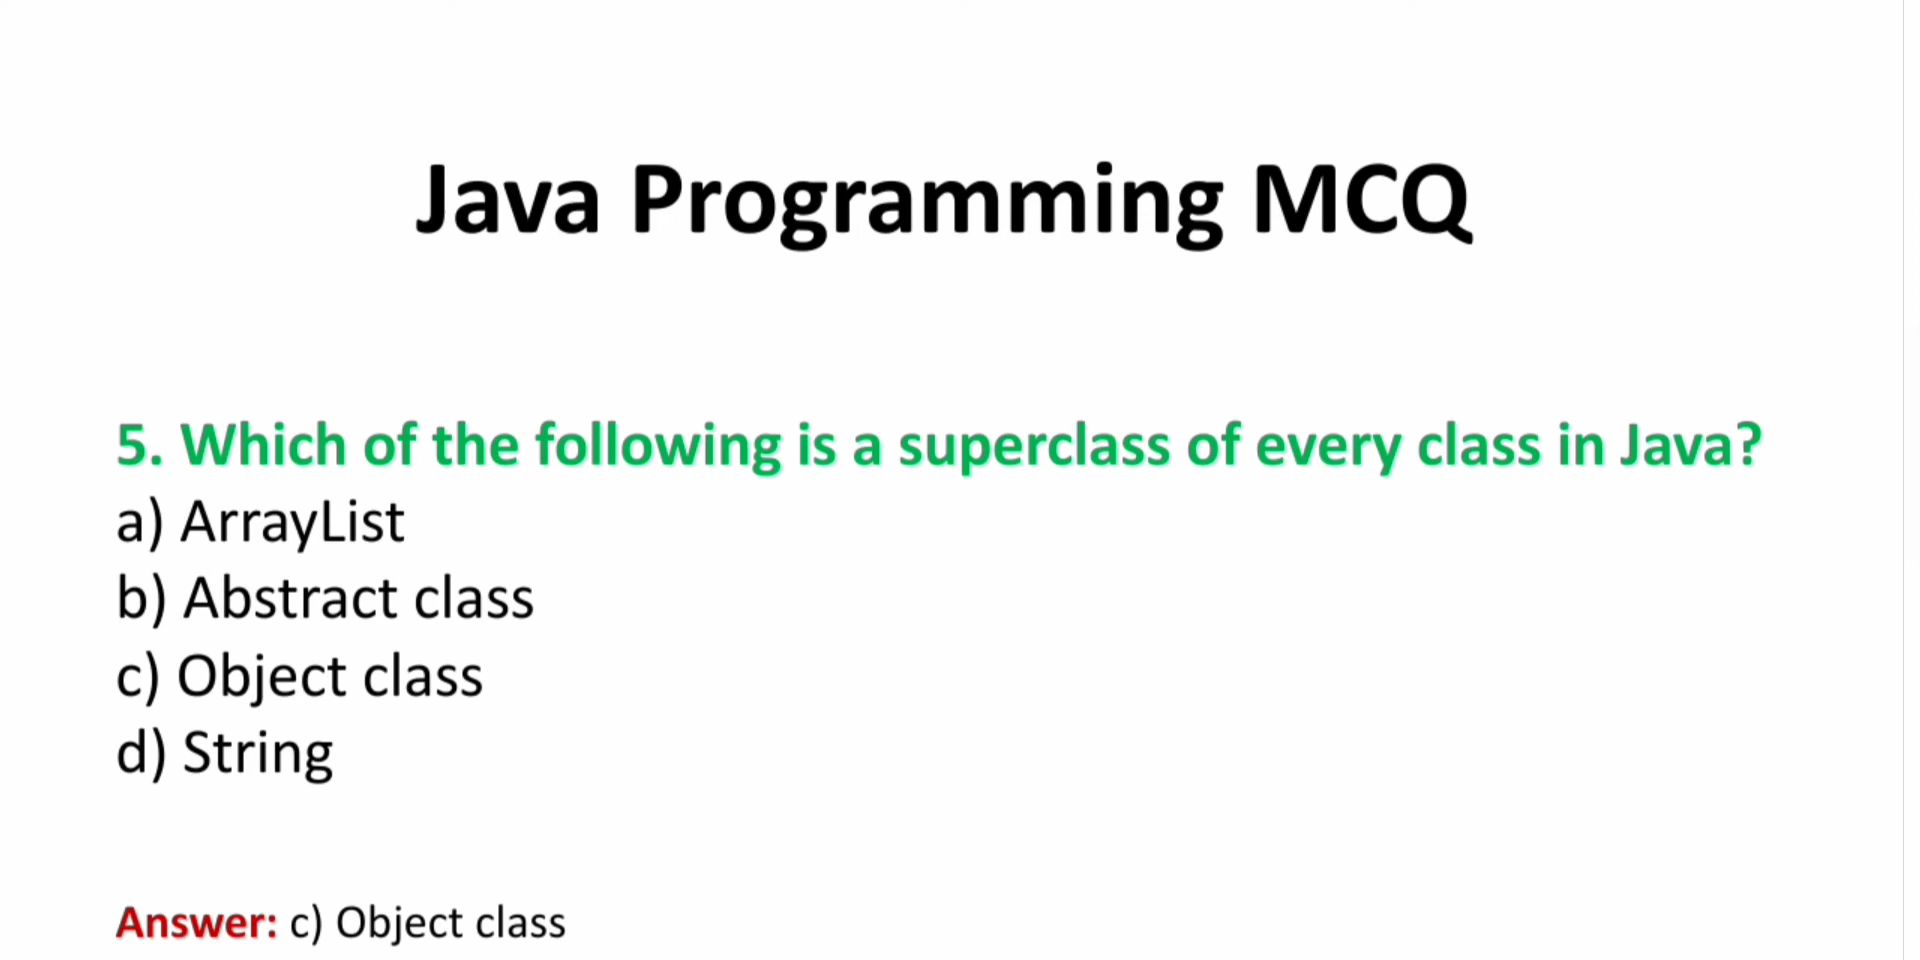 Java Programming MCQ
5. Which of the following is a superclass of every class in Java?
a) ArrayList
b) Abstract class
c) Object class
d) String
Answer: c) Object class